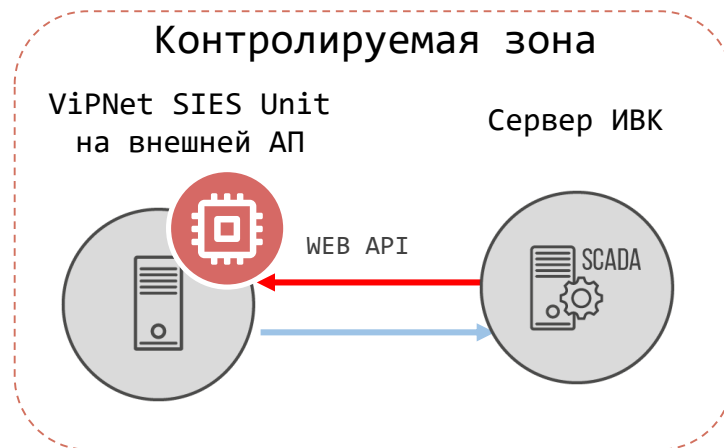 Контролируемая зона
ViPNet SIES Unit
на внешней АП
Сервер ИВК
WEB API
SCADA